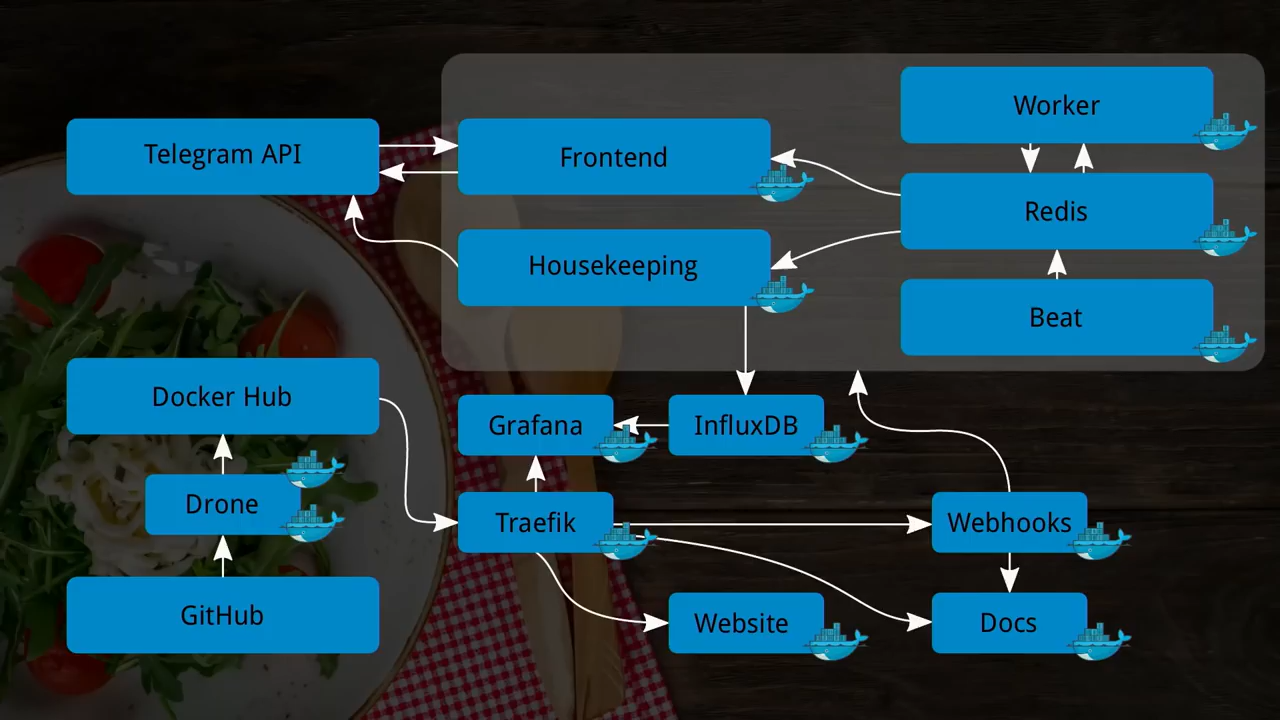 Worker
Telegram API
Frontend
Redis
Housekeeping
Beat
Docker Hub
Grafana
InfluxDB
Drone
Traefik
Webhooks
GitHub
Website
Docs